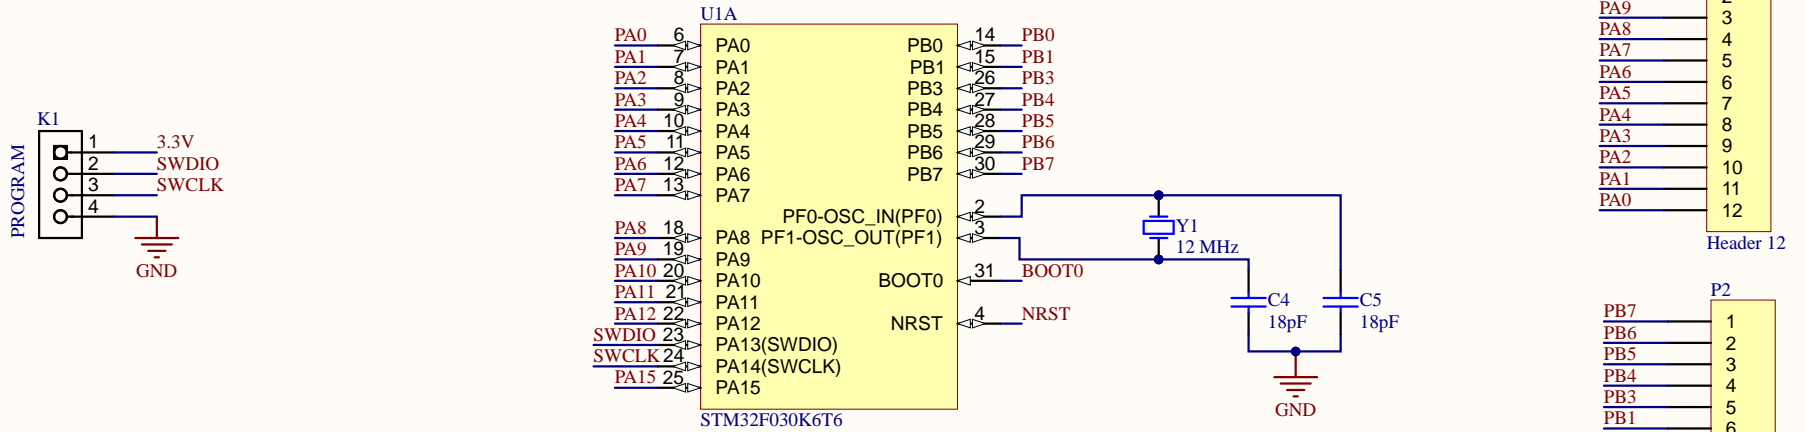 K1
PROGRAM
1 3.3V
2 SWDIO
3 SWCLK
4
GND
U1A
PA0 6 PA0
PA1 7 PA1
PA2 8 PA2
PA3 9 PA3
PA4 10 PA4
PA5 11 PA5
PA6 12 PA6
PA7 13 PA7
PA8 18 PA8
PA9 19 PA9
PA10 20 PA10
PA11 21 PA11
PA12 22 PA12
SWDIO 23 PA13(SWDIO)
SWCLK 24 PA14(SWCLK)
PA15 25 PA15
PB0 14 PB0
PB1 15 PB1
PB3 26 PB3
PB4 27 PB4
PB5 28 PB5
PB6 29 PB6
PB7 30 PB7
PF0-OSC_IN(PF0) 2
PF1-OSC_OUT(PF1) 3
BOOT0 31 BOOT0
NRST 4 NRST
STM32F030K6T6
Y1
12 MHz
C4
18pF
C5
18pF
GND
PA9 3
PA8 4
PA7 5
PA6 6
PA5 7
PA4 8
PA3 9
PA2 10
PA1 11
PA0 12
Header 12
P2
PB7 1
PB6 2
PB5 3
PB4 4
PB3 5
PB1 6